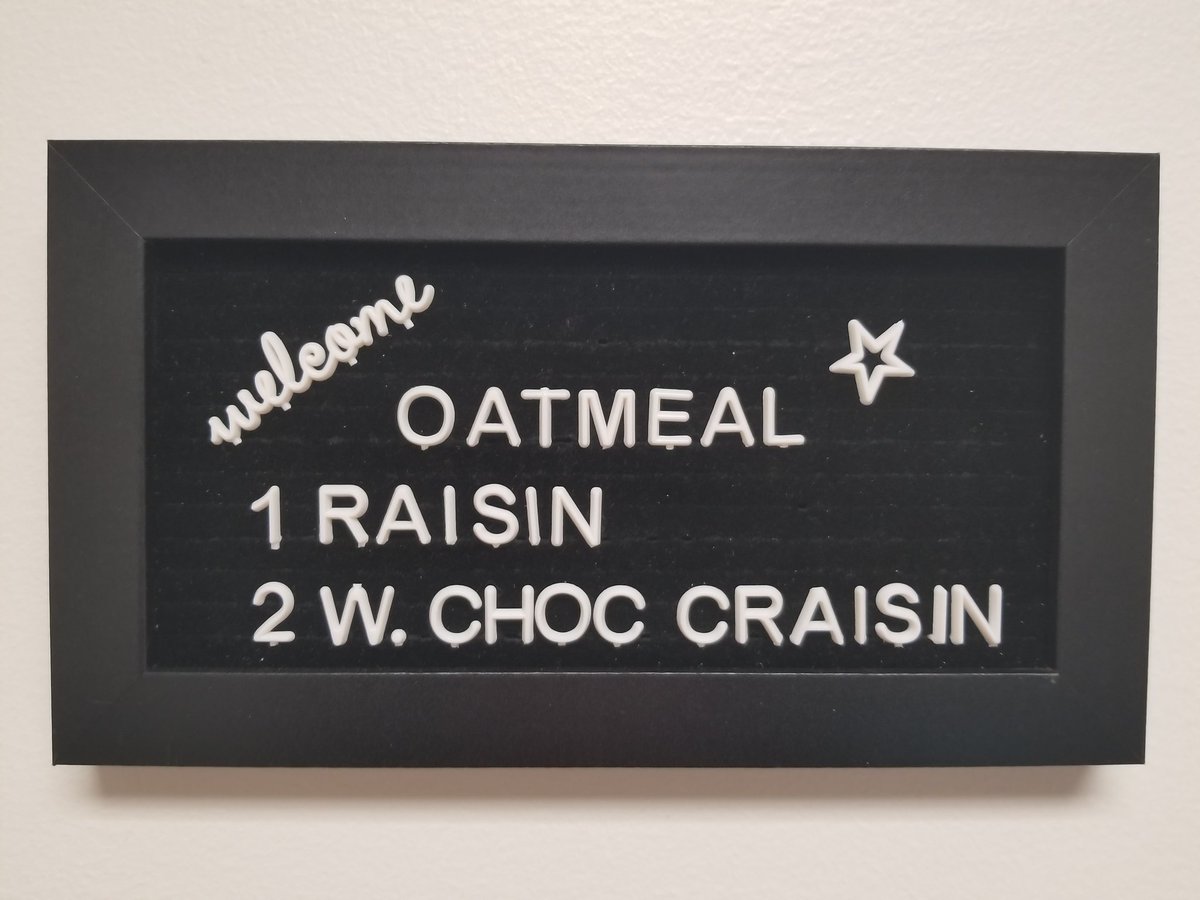 welcome
OATMEAL
1 RAISIN
2 W. CHOC CRAISIN